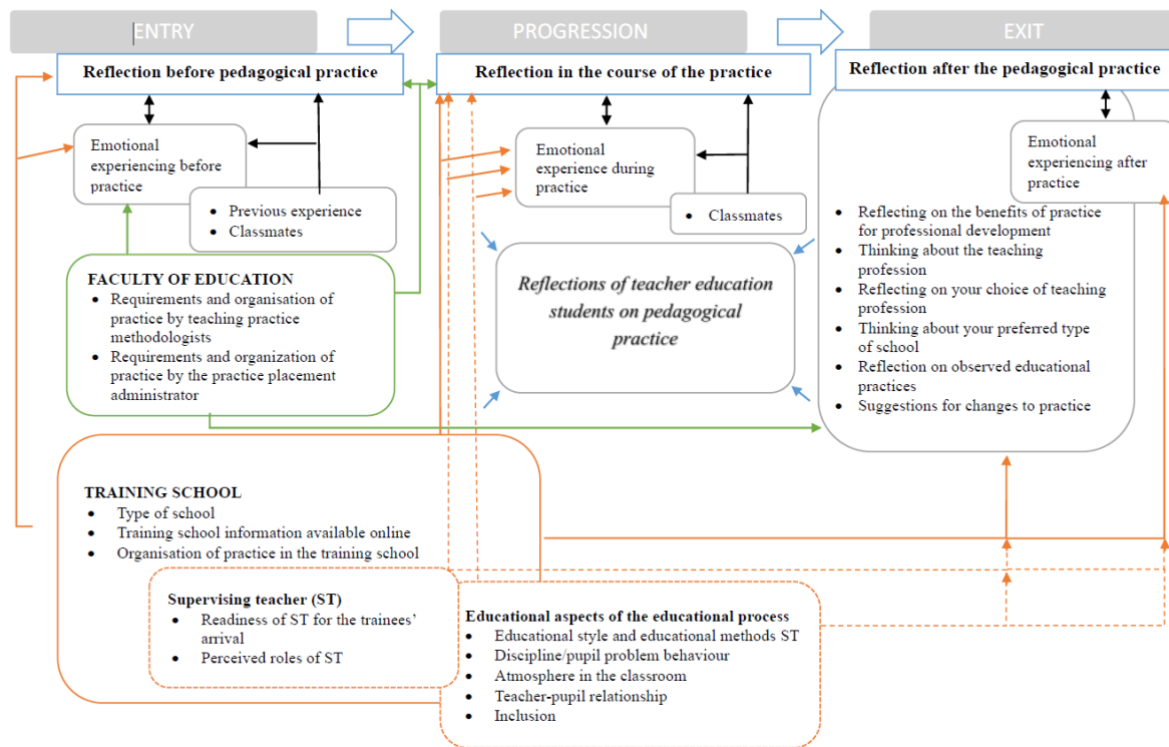 ENTRY
PROGRESSION
EXIT
Reflection before pedagogical practice
Reflection in the course of the practice
Reflection after the pedagogical practice
Emotional
experiencing before
practice
• Previous experience
• Classmates
Emotional
experience during
practice
• Classmates
Emotional
experiencing after
practice
• Reflecting on the benefits of practice
for professional development
• Thinking about the teaching
profession
• Reflecting on your choice of teaching
profession
• Thinking about your preferred type
of school
• Reflection on observed educational
practices
• Suggestions for changes to practice
FACULTY OF EDUCATION
• Requirements and organisation of
practice by teaching practice
methodologists
• Requirements and organization of
practice by the practice placement
administrator
Reflections of teacher education
students on pedagogical
practice
TRAINING SCHOOL
• Type of school
• Training school information available online
• Organisation of practice in the training school
Supervising teacher (ST)
• Readiness of ST for the trainees’
arrival
• Perceived roles of ST
Educational aspects of the educational process
• Educational style and educational methods ST
• Discipline/pupil problem behaviour
• Atmosphere in the classroom
• Teacher-pupil relationship
• Inclusion